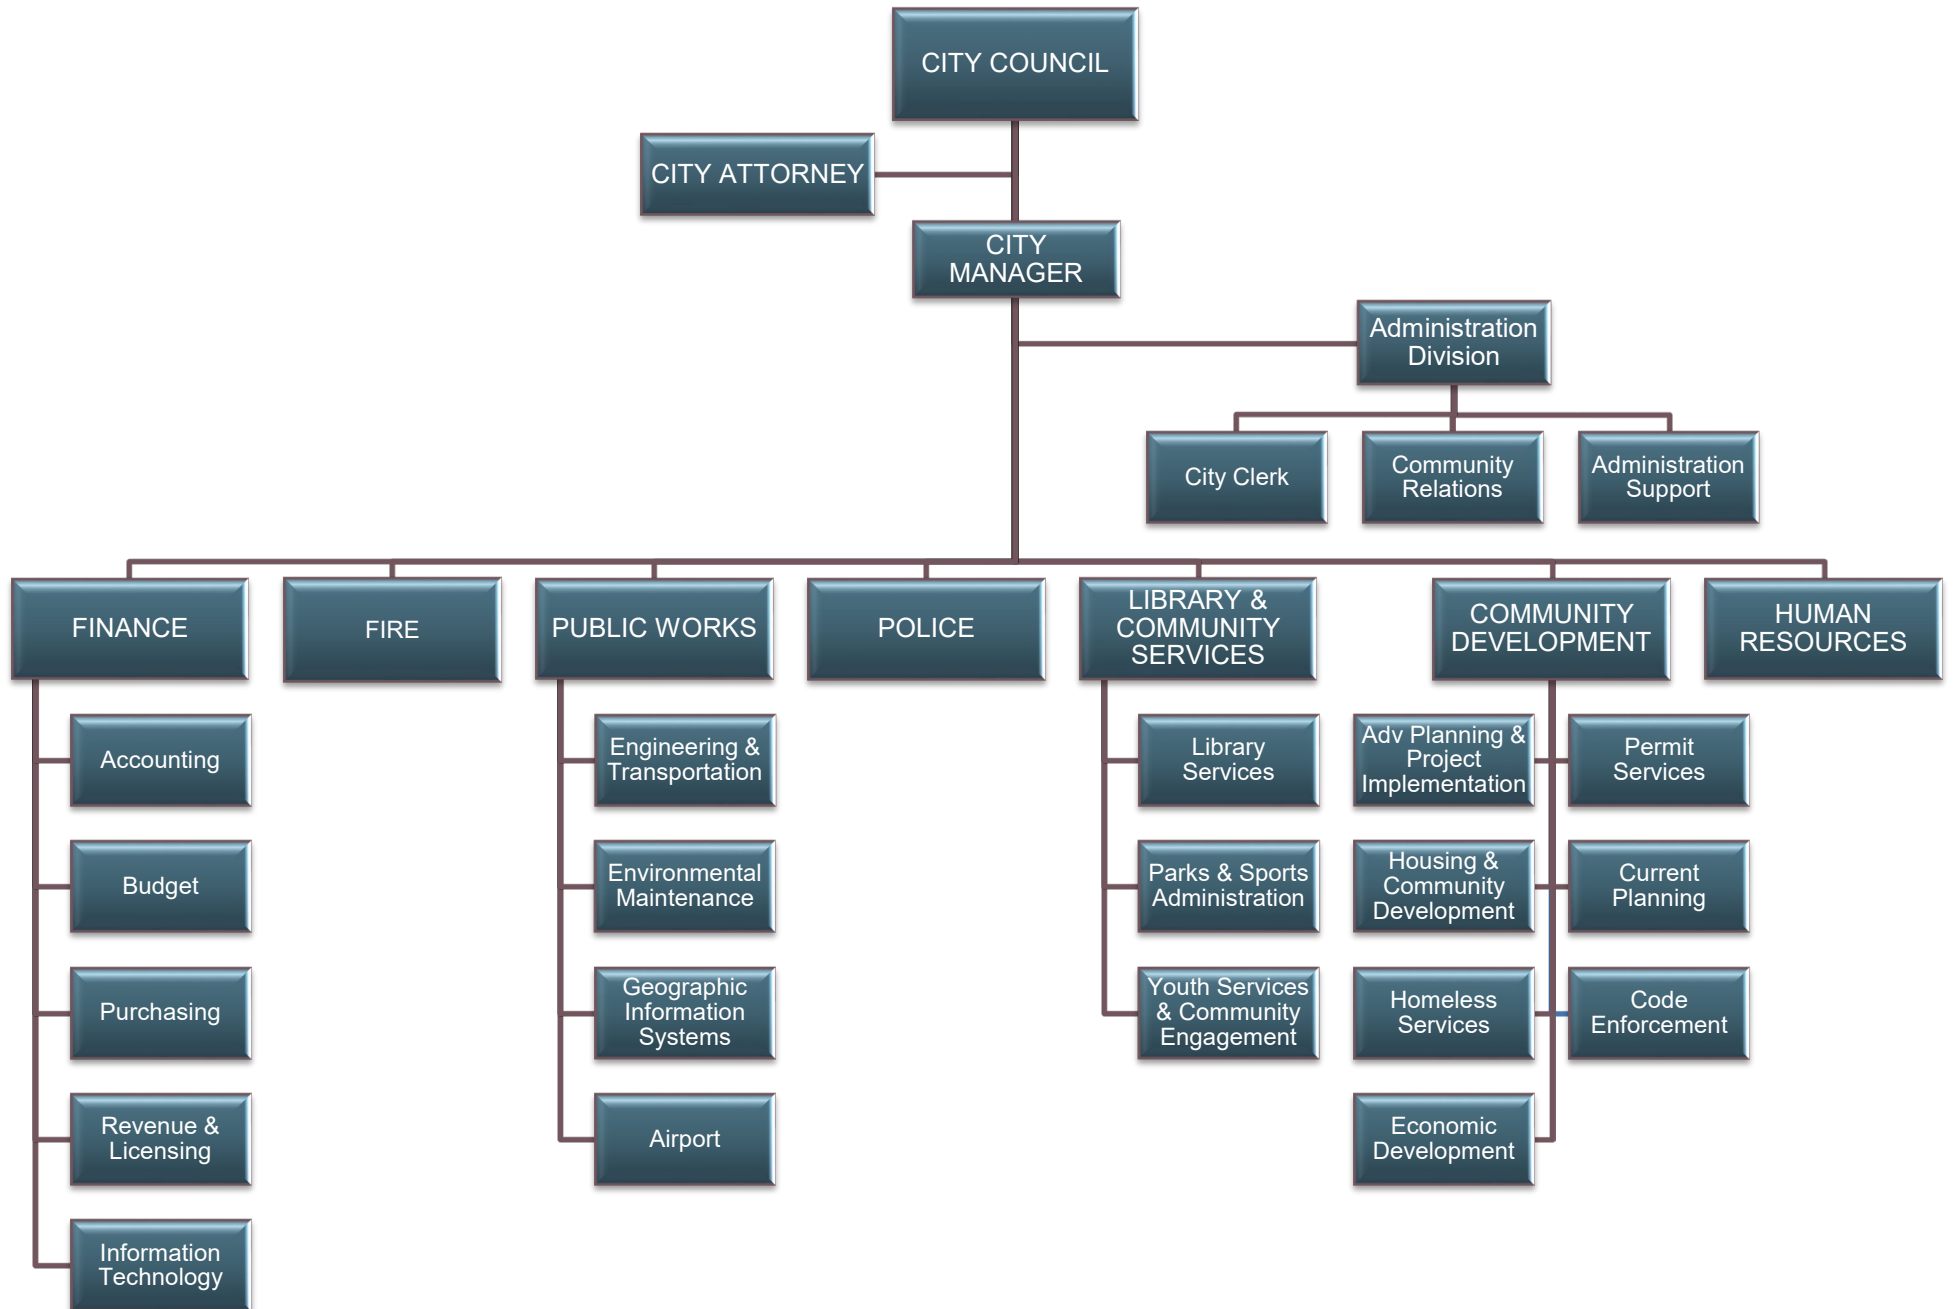 CITY COUNCIL
CITY ATTORNEY
CITY
MANAGER
Administration
Division
City Clerk
Community
Relations
Administration
Support
FINANCE
FIRE
PUBLIC WORKS
POLICE
LIBRARY &
COMMUNITY
SERVICES
COMMUNITY
DEVELOPMENT
HUMAN
RESOURCES
Accounting
Budget
Purchasing
Revenue &
Licensing
Information
Technology
Engineering &
Transportation
Environmental
Maintenance
Geographic
Information
Systems
Airport
Library
Services
Parks & Sports
Administration
Youth Services
& Community
Engagement
Adv Planning &
Project
Implementation
Housing &
Community
Development
Homeless
Services
Economic
Development
Permit
Services
Current
Planning
Code
Enforcement